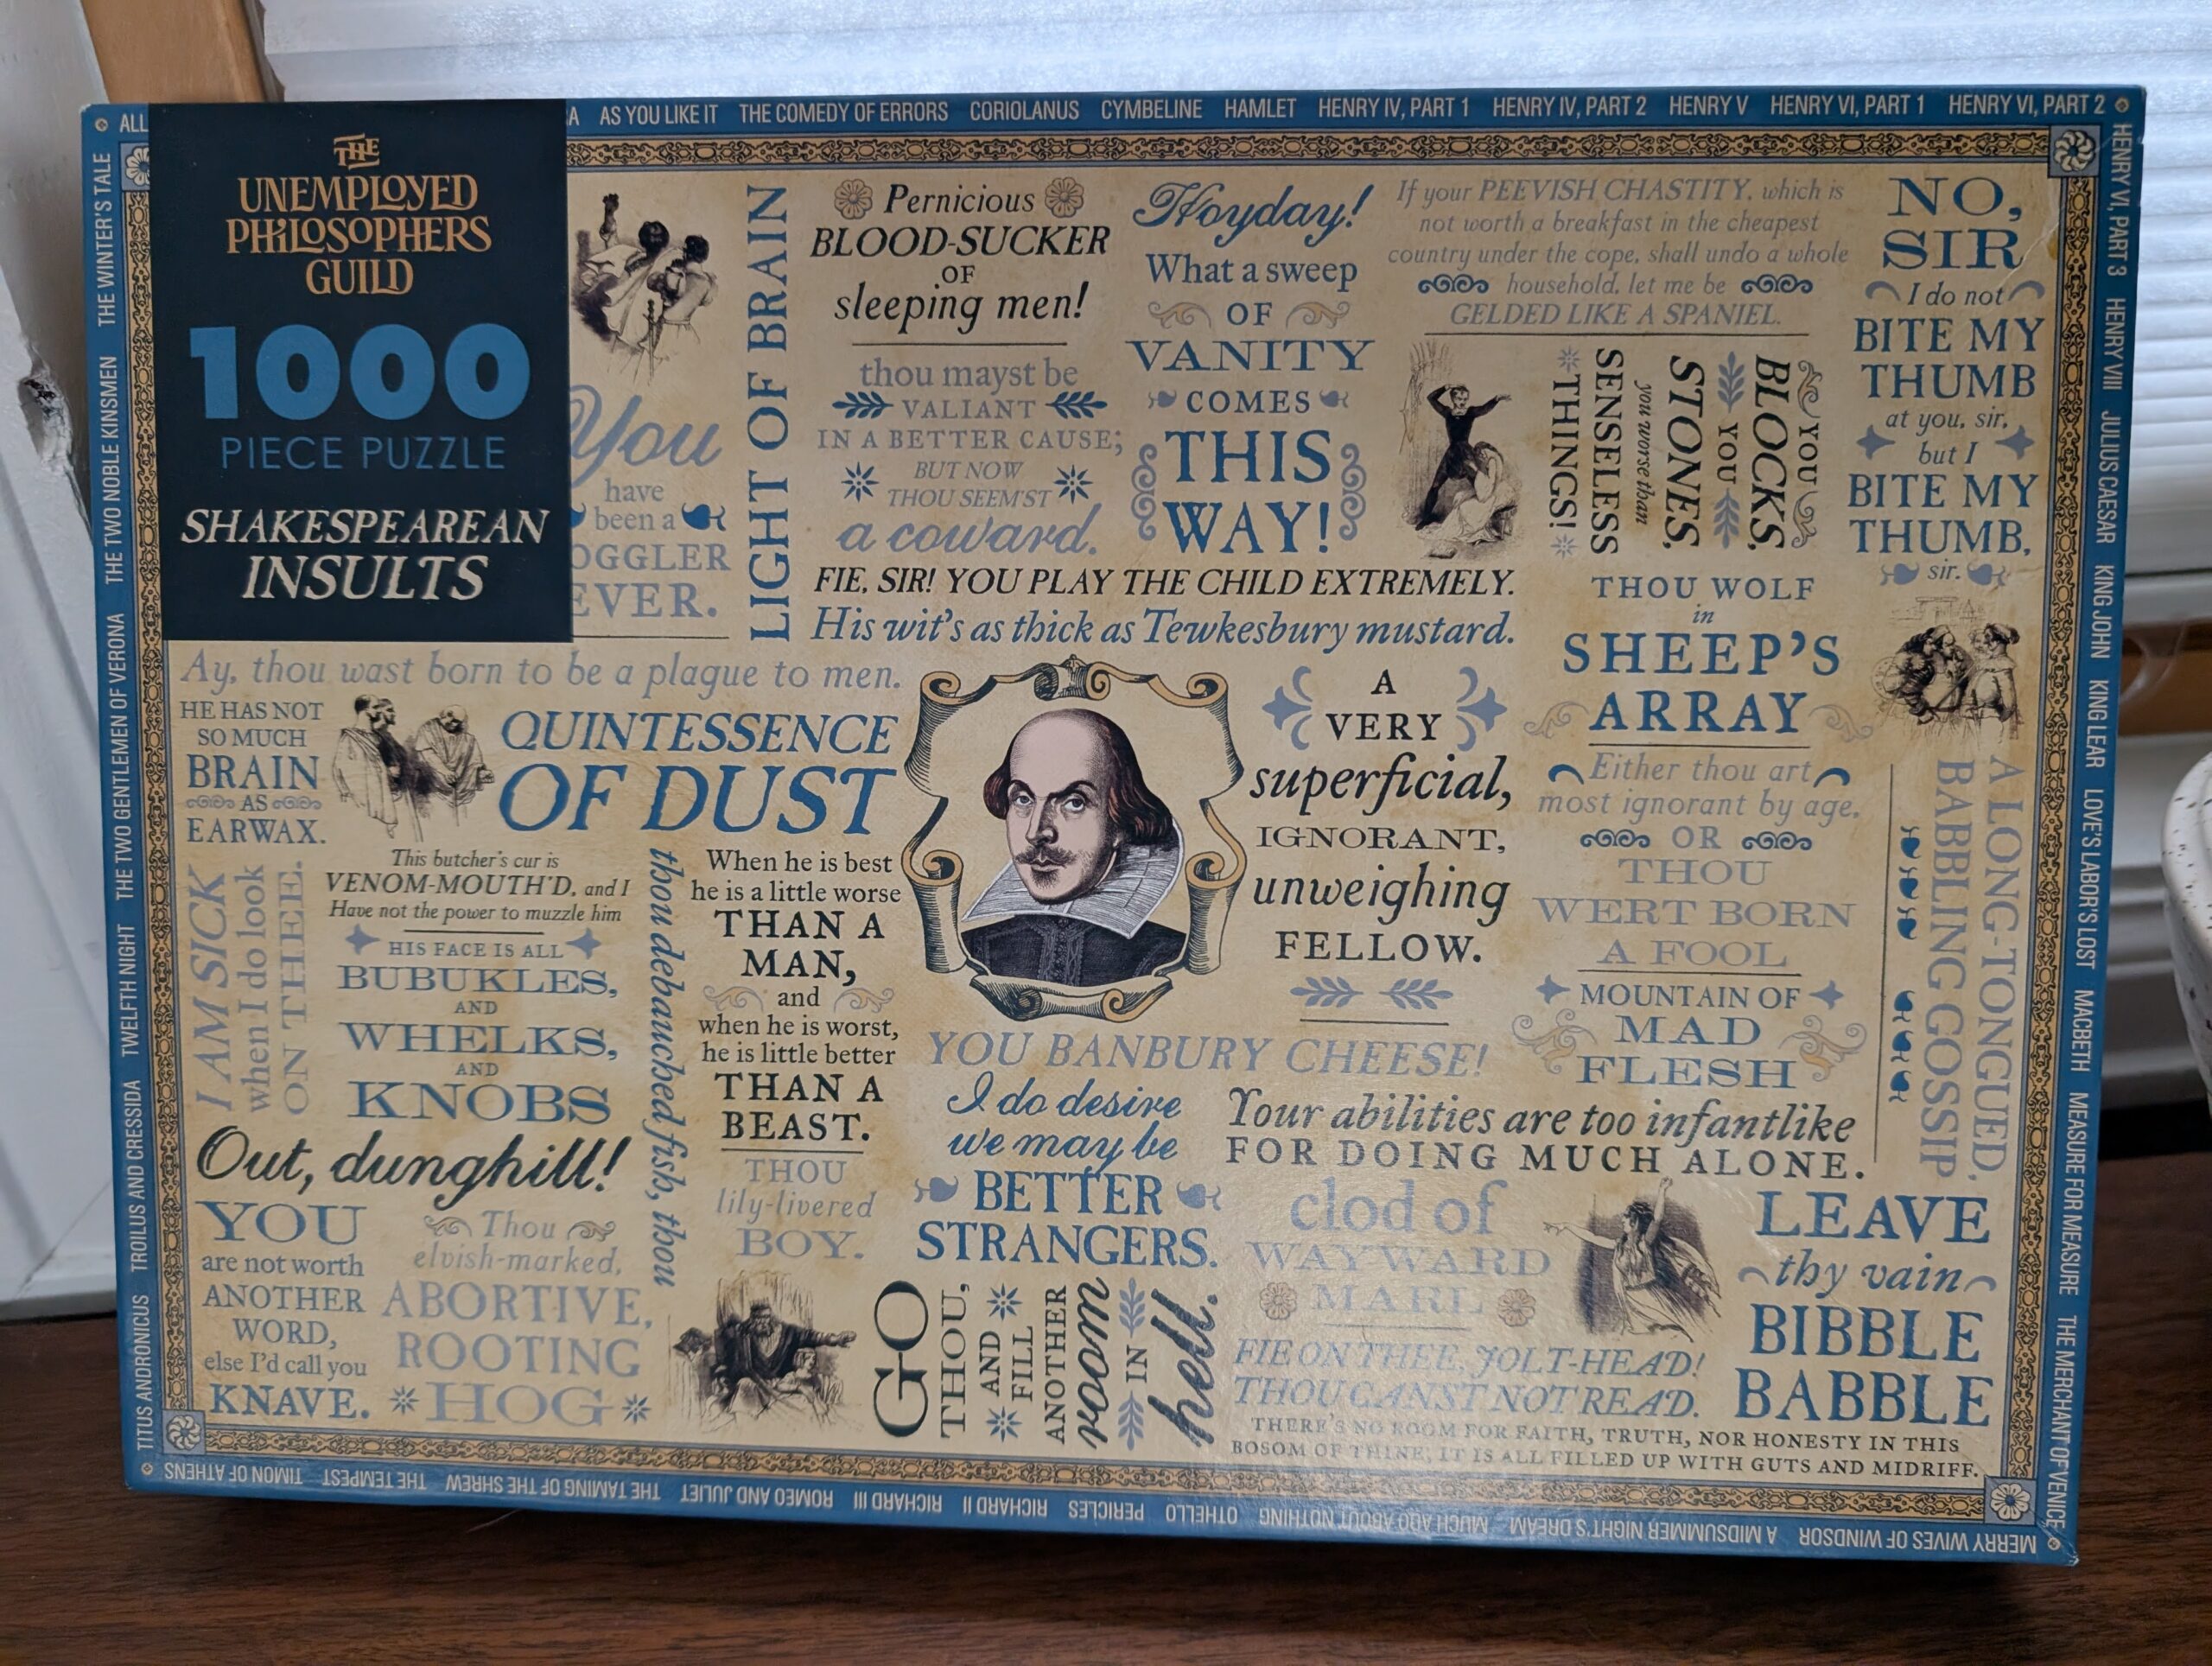 ALL
A AS YOU LIKE IT THE COMEDY OF ERRORS CORIOLANUS CYMBELINE HAMLET HENRY IV, PART 1 HENRY IV, PART 2 HENRY V HENRY VI, PART 1 HENRY VI, PART 2
HENRY VI, PART 3 HENRY VIII JULIUS CAESAR KING JOHN KING LEAR LOVE'S LABOR'S LOST MACBETH MEASURE FOR MEASURE THE MERCHANT OF VENICE
MERRY WIVES OF WINDSOR A MIDSUMMER NIGHT'S DREAM MUCH ADO ABOUT NOTHING OTHELLO PERICLES RICHARD II RICHARD III ROMEO AND JULIET THE TAMING OF THE SHREW THE TEMPEST TIMON OF ATHENS
TITUS ANDRONICUS TROILUS AND CRESSIDA TWELFTH NIGHT THE TWO GENTLEMEN OF VERONA THE TWO NOBLE KINSMEN THE WINTER'S TALE
THE
UNEMPLOYED
PHILOSOPHERS
GUILD
1000
PIECE PUZZLE
SHAKESPEAREAN
INSULTS
You
have
been a
OGGLER
EVER.
LIGHT OF BRAIN
Pernicious
BLOOD-SUCKER
OF
sleeping men!
thou mayst be
VALIANT
IN A BETTER CAUSE;
BUT NOW
THOU SEEM'ST
a coward.
Hoyday!
What a sweep
OF
VANITY
COMES
THIS
WAY!
If your PEEVISH CHASTITY, which is
not worth a breakfast in the cheapest
country under the cope, shall undo a whole
household, let me be
GELDED LIKE A SPANIEL.
YOU
BLOCKS,
YOU
STONES,
you worse than
SENSELESS
THINGS!
NO,
SIR
I do not
BITE MY
THUMB
at you, sir,
but I
BITE MY
THUMB,
sir.
FIE, SIR! YOU PLAY THE CHILD EXTREMELY.
His wit's as thick as Tewkesbury mustard.
THOU WOLF
in
SHEEP'S
ARRAY
Ay, thou wast born to be a plague to men.
HE HAS NOT
SO MUCH
BRAIN
AS
EARWAX.
QUINTESSENCE
OF DUST
A
VERY
superficial,
IGNORANT,
unweighing
FELLOW.
Either thou art
most ignorant by age,
OR
THOU
WERT BORN
A FOOL
A LONG-TONGUED,
BABBLING GOSSIP
I AM SICK
when I do look
ON THEE.
This butcher's cur is
VENOM-MOUTH'D, and I
Have not the power to muzzle him
HIS FACE IS ALL
BUBUKLES,
AND
WHELKS,
AND
KNOBS
thou debauched fish, thou
When he is best
he is a little worse
THAN A
MAN,
and
when he is worst,
he is little better
THAN A
BEAST.
MOUNTAIN OF
MAD
FLESH
YOU BANBURY CHEESE!
I do desire
we may be
BETTER
STRANGERS.
Your abilities are too infantlike
FOR DOING MUCH ALONE.
Out, dunghill!
YOU
are not worth
ANOTHER
WORD,
else I'd call you
KNAVE.
Thou
elvish-marked,
ABORTIVE,
ROOTING
HOG
THOU
lily-livered
BOY.
GO
THOU,
AND
FILL
ANOTHER
room
IN
hell.
clod of
WAYWARD
MARL
LEAVE
thy vain
BIBBLE
BABBLE
FIE ON THEE, JOLT-HEAD!
THOU CANST NOT READ.
THERE'S NO ROOM FOR FAITH, TRUTH, NOR HONESTY IN THIS
BOSOM OF THINE; IT IS ALL FILLED UP WITH GUTS AND MIDRIFF.